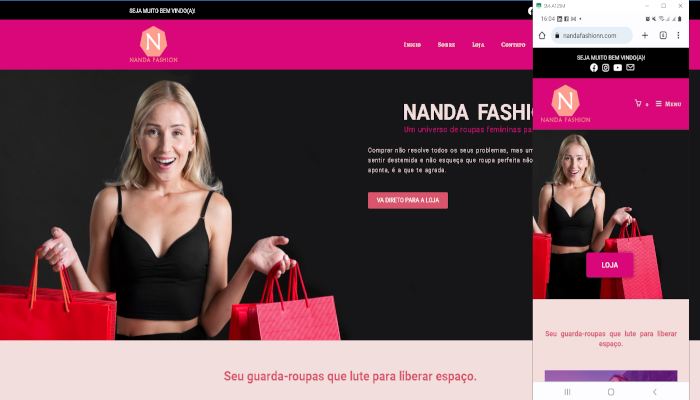 SEJA MUITO BEM VINDO(A)!
N
NANDA FASHION
Inicio Sobre Loja Contato
NANDA FASHI
Um universo de roupas femininas pa
Comprar não resolve todos os seus problemas, mas um
sentir destemida e não esqueça que roupa perfeita não
aponta, é a que te agrada.
VA DIRETO PARA A LOJA
Seu guarda-roupas que lute para liberar espaço.
SM-A125M
16:04
nandafashionn.com
SEJA MUITO BEM VINDO(A)!
N
NANDA FASHION
0 Menu
LOJA
Seu guarda-roupas que lute para liberar
espaço.